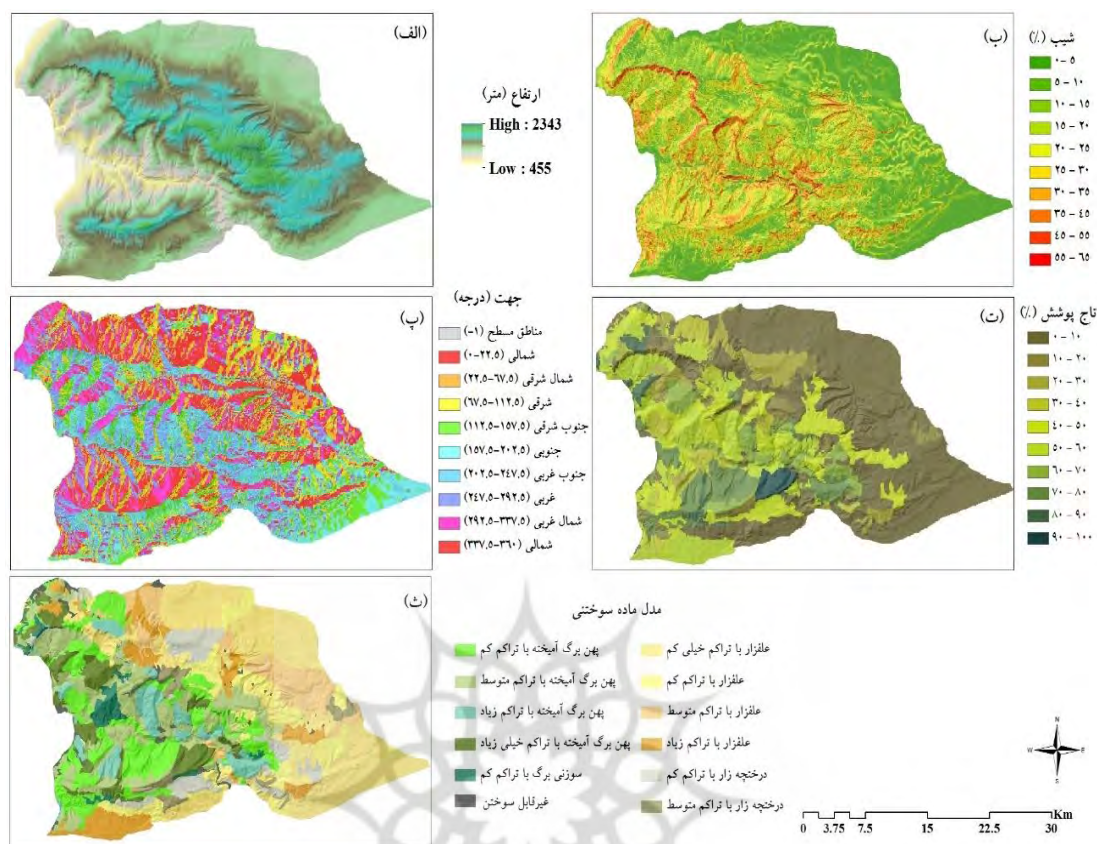 (الف)
ارتفاع (متر)
High : 2343
Low : 455
(ب)
شیب (٪)
۰ - ۵
۵ - ۱۰
۱۰ - ۱۵
۱۵ - ۲۰
۲۰ - ۲۵
۲۵ - ۳۰
۳۰ - ۳۵
۳۵ - ۴۵
۴۵ - ۵۵
۵۵ - ۶۵
(پ)
جهت (درجه)
مناطق مسطح (۱-)
شمالی (۲۲.۵-۰)
شمال شرقی (۶۷.۵-۲۲.۵)
شرقی (۱۱۲.۵-۶۷.۵)
جنوب شرقی (۱۵۷.۵-۱۱۲.۵)
جنوبی (۲۰۲.۵-۱۵۷.۵)
جنوب غربی (۲۴۷.۵-۲۰۲.۵)
غربی (۲۹۲.۵-۲۴۷.۵)
شمال غربی (۳۳۷.۵-۲۹۲.۵)
شمالی (۳۶۰-۳۳۷.۵)
(ت)
تاج پوشش (٪)
۰ - ۱۰
۱۰ - ۲۰
۲۰ - ۳۰
۳۰ - ۴۰
۴۰ - ۵۰
۵۰ - ۶۰
۶۰ - ۷۰
۷۰ - ۸۰
۸۰ - ۹۰
۹۰ - ۱۰۰
(ث)
مدل ماده سوختنی
علفزار با تراکم خیلی کم
علفزار با تراکم کم
علفزار با تراکم متوسط
علفزار با تراکم زیاد
درختچه زار با تراکم کم
درختچه زار با تراکم متوسط
پهن برگ آمیخته با تراکم کم
پهن برگ آمیخته با تراکم متوسط
پهن برگ آمیخته با تراکم زیاد
پهن برگ آمیخته با تراکم خیلی زیاد
سوزنی برگ با تراکم کم
غیرقابل سوختن
N
W E
S
Km
0 3.75 7.5 15 22.5 30